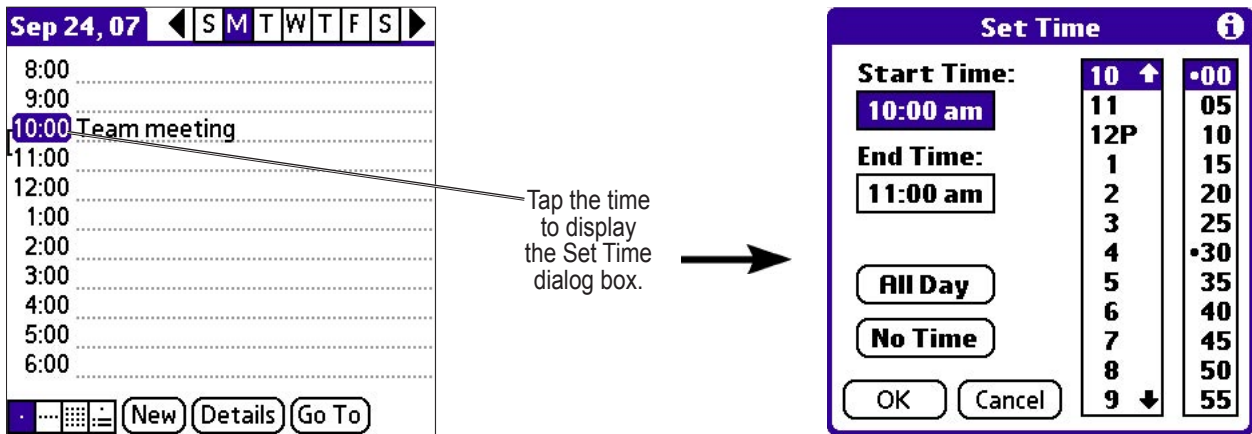 Sep 24, 07 S M T W T F S
8:00
9:00
10:00 Team meeting
11:00
12:00
1:00
2:00
3:00
4:00
5:00
6:00
New Details Go To
Tap the time
to display
the Set Time
dialog box.
Set Time
Start Time:
10:00 am
End Time:
11:00 am
All Day
No Time
OK Cancel
10 •00
11 05
12P 10
1 15
2 20
3 25
4 •30
5 35
6 40
7 45
8 50
9 55